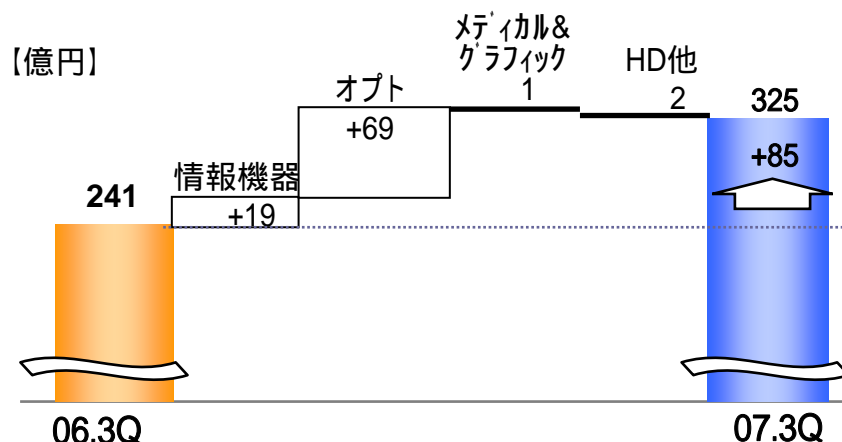 【億円】
ﾒﾃﾞｨｶﾙ&
ｸﾞﾗﾌｨｯｸ
1
HD他
2
オプト
+69
情報機器
+19
241
325
+85
06.3Q
07.3Q